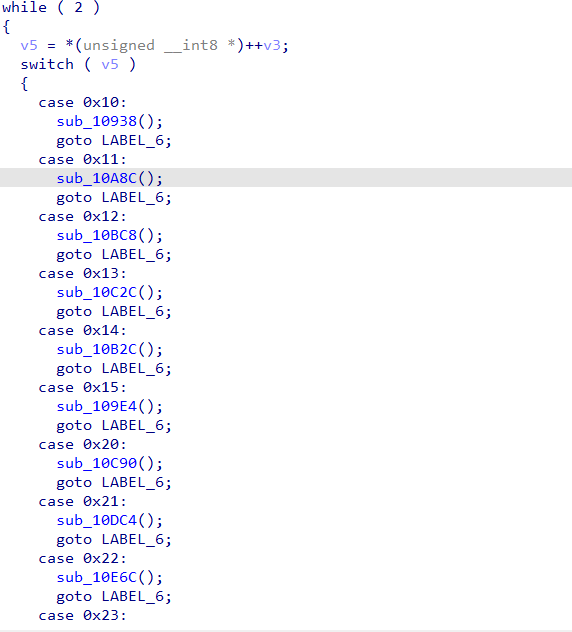 while ( 2 )
{
v5 = *(unsigned __int8 *)++v3;
switch ( v5 )
{
case 0x10:
sub_10938();
goto LABEL_6;
case 0x11:
sub_10A8C();
goto LABEL_6;
case 0x12:
sub_10BC8();
goto LABEL_6;
case 0x13:
sub_10C2C();
goto LABEL_6;
case 0x14:
sub_10B2C();
goto LABEL_6;
case 0x15:
sub_109E4();
goto LABEL_6;
case 0x20:
sub_10C90();
goto LABEL_6;
case 0x21:
sub_10DC4();
goto LABEL_6;
case 0x22:
sub_10E6C();
goto LABEL_6;
case 0x23: